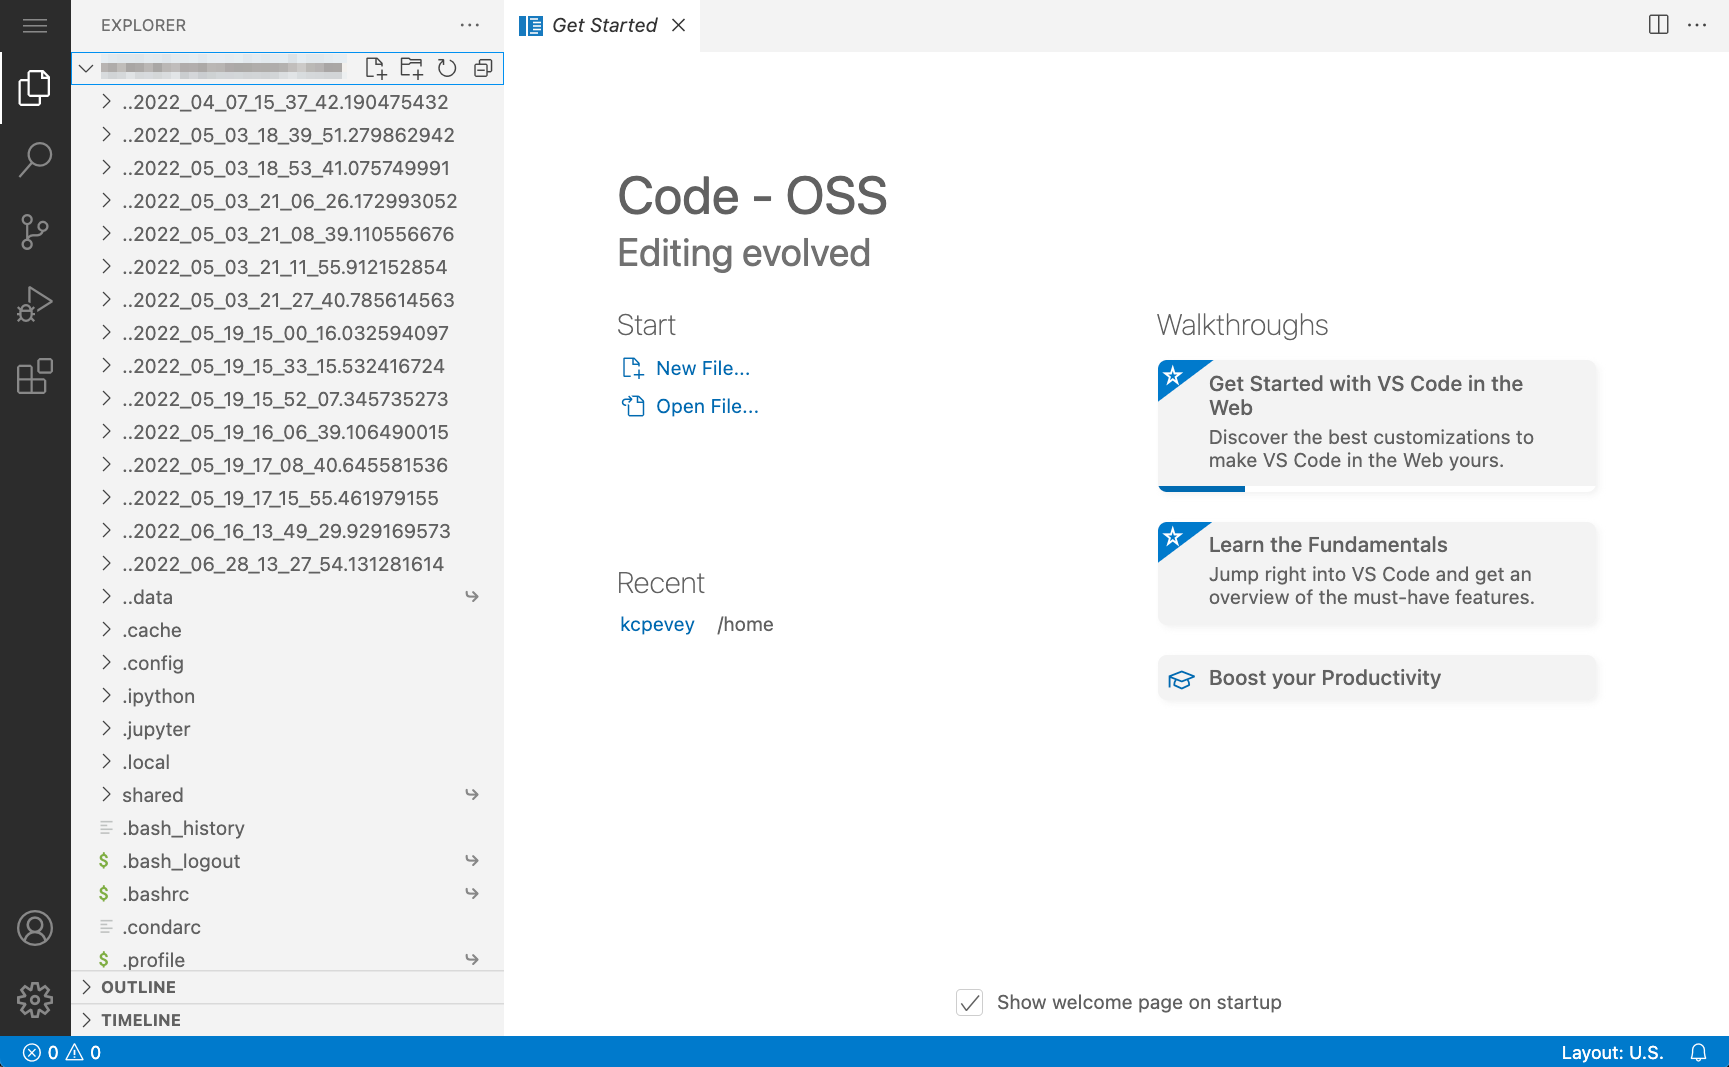 EXPLORER
Get Started
..2022_04_07_15_37_42.190475432
..2022_05_03_18_39_51.279862942
..2022_05_03_18_53_41.075749991
..2022_05_03_21_06_26.172993052
..2022_05_03_21_08_39.110556676
..2022_05_03_21_11_55.912152854
..2022_05_03_21_27_40.785614563
..2022_05_19_15_00_16.032594097
..2022_05_19_15_33_15.532416724
..2022_05_19_15_52_07.345735273
..2022_05_19_16_06_39.106490015
..2022_05_19_17_08_40.645581536
..2022_05_19_17_15_55.461979155
..2022_06_16_13_49_29.929169573
..2022_06_28_13_27_54.131281614
..data
.cache
.config
.ipython
.jupyter
.local
shared
.bash_history
$ .bash_logout
$ .bashrc
.condarc
$ .profile
OUTLINE
TIMELINE
Code - OSS
Editing evolved
Start
New File...
Open File...
Recent
kcpevey /home
Walkthroughs
Get Started with VS Code in the
Web
Discover the best customizations to
make VS Code in the Web yours.
Learn the Fundamentals
Jump right into VS Code and get an
overview of the must-have features.
Boost your Productivity
Show welcome page on startup
0 0
Layout: U.S.